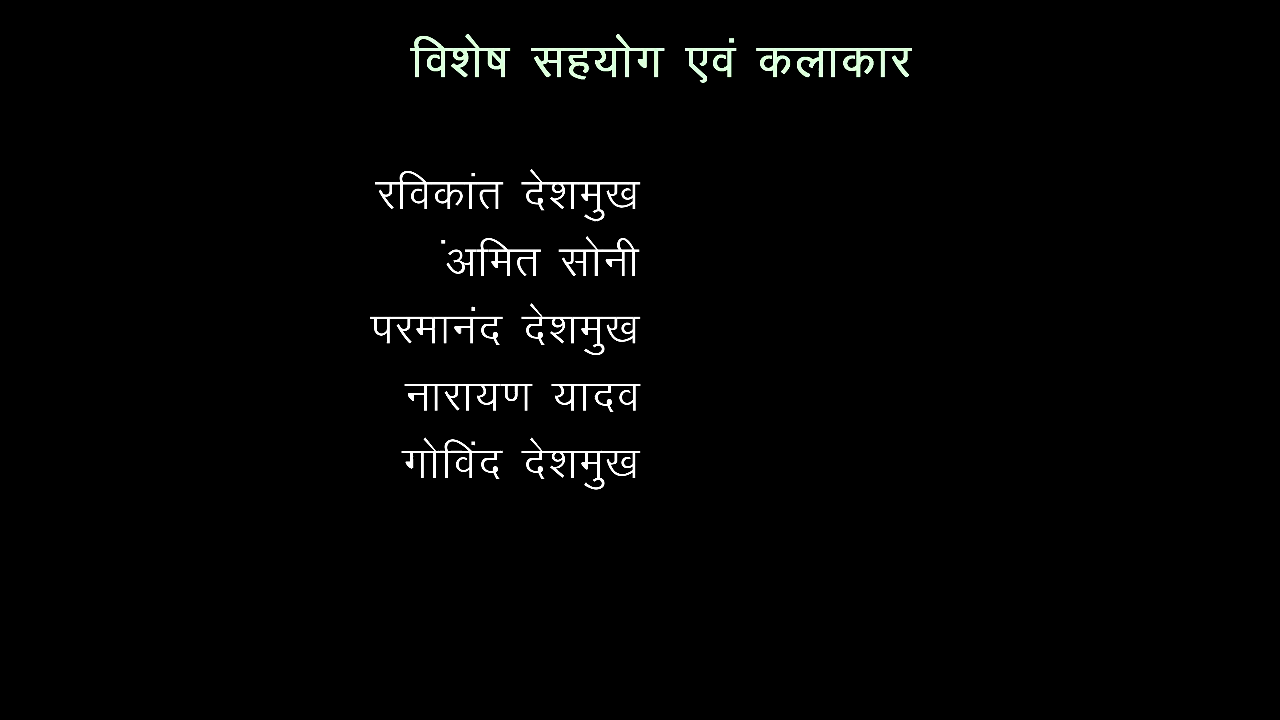 विशेष सहयोग एवं कलाकार
रविकांत देशमुख
ंअमित सोनी
परमानंद देशमुख
नारायण यादव
गोविंद देशमुख